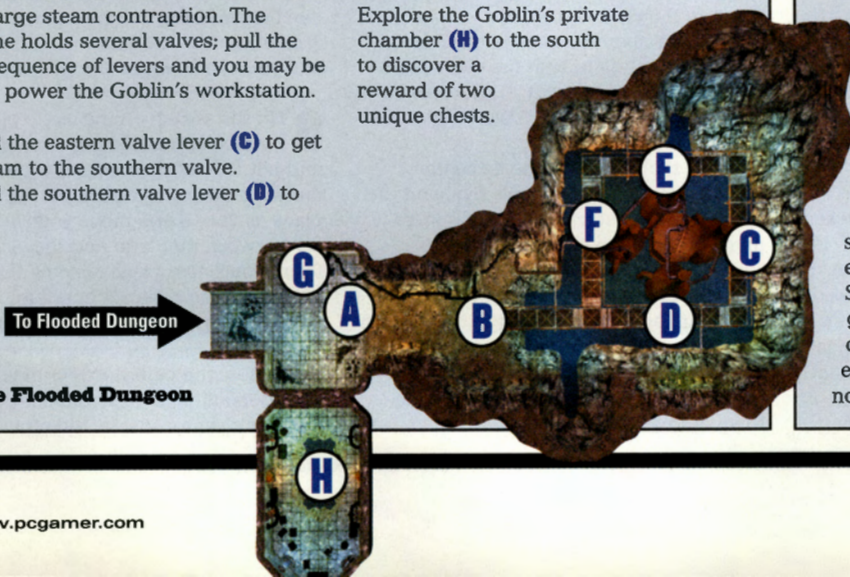 arge steam contraption. The
e holds several valves; pull the
equence of levers and you may be
power the Goblin's workstation.
the eastern valve lever (C) to get
am to the southern valve.
the southern valve lever (D) to
Explore the Goblin's private
chamber (H) to the south
to discover a
reward of two
unique chests.
E
F
C
G
A
B
D
To Flooded Dungeon
e Flooded Dungeon
H
v.pcgamer.com